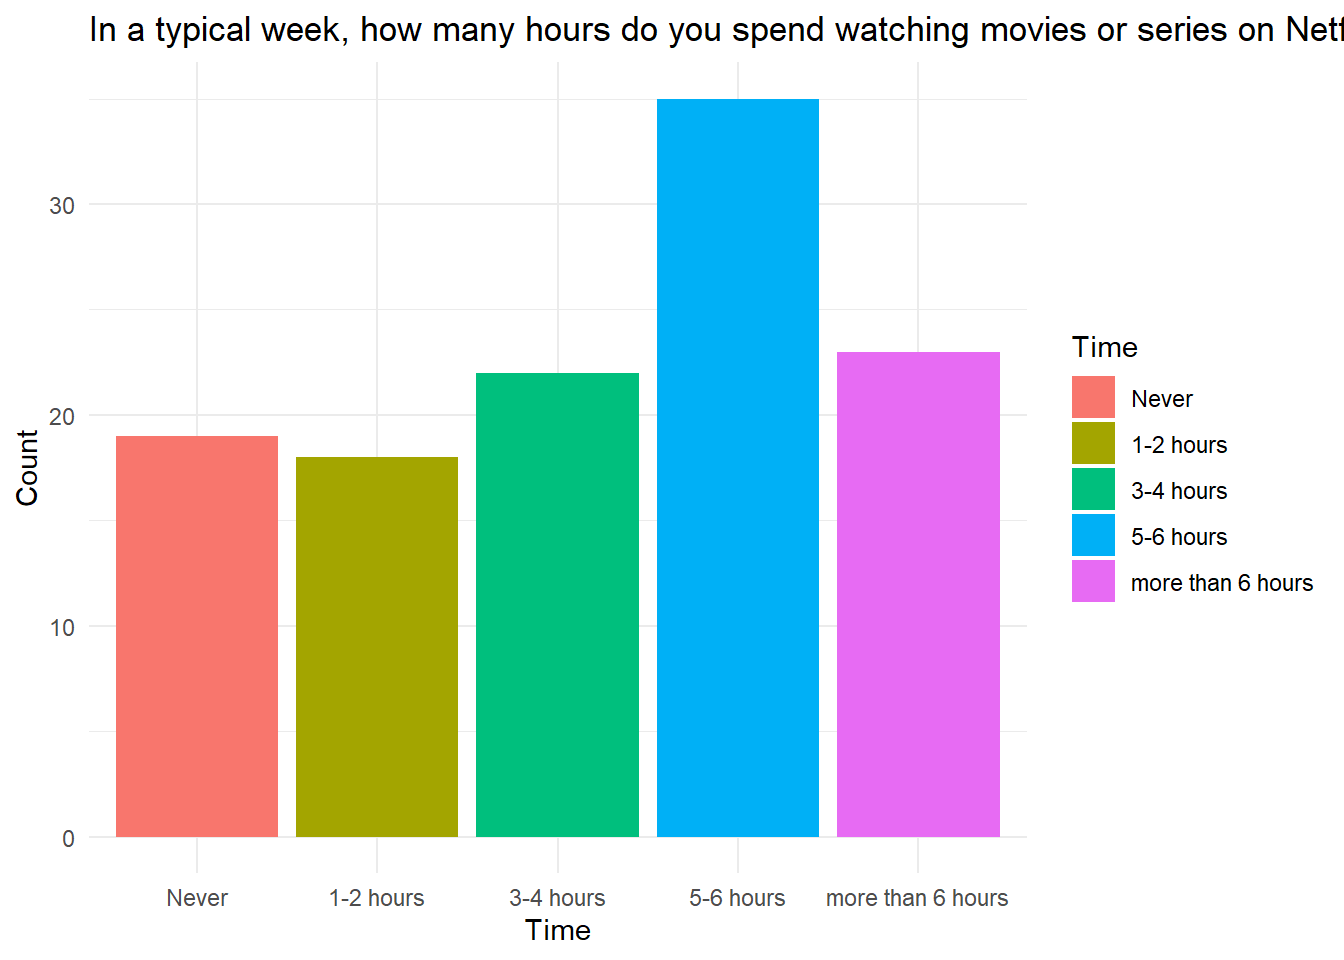 In a typical week, how many hours do you spend watching movies or series on
30
20
10
0
Count
Never
1-2 hours
3-4 hours
5-6 hours
more than 6 hours
Time
Time
Never
1-2 hours
3-4 hours
5-6 hours
more than 6 hours